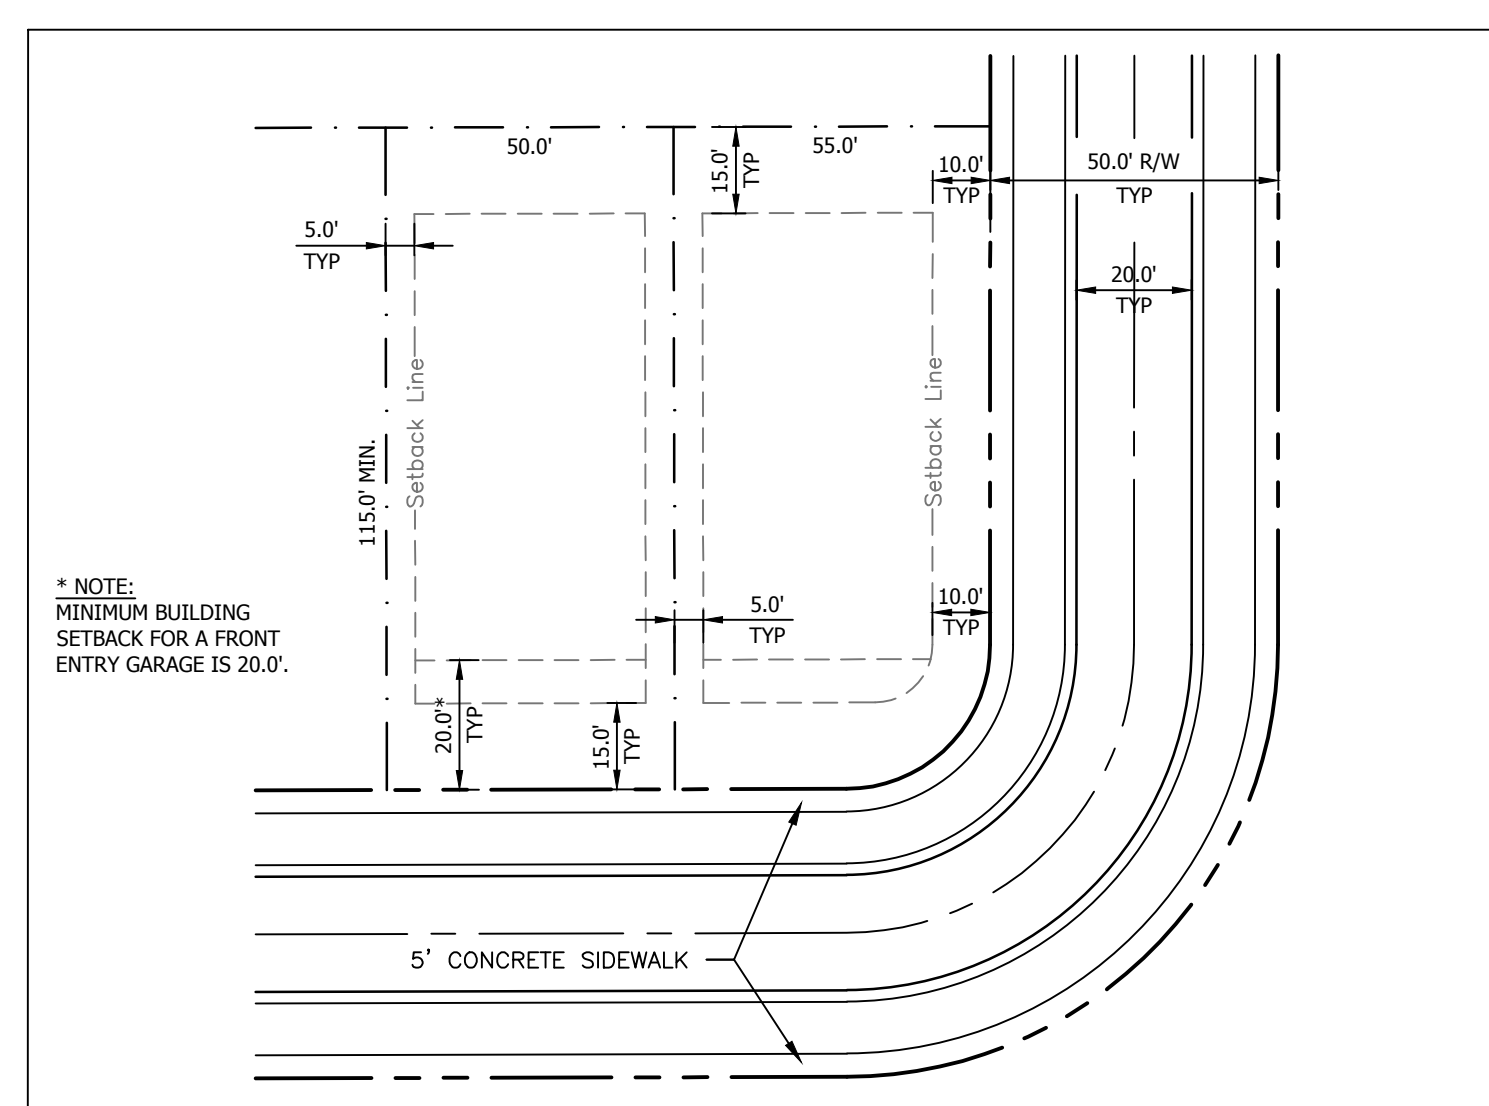 50.0'
55.0'
15.0'
TYP
10.0'
TYP
50.0' R/W
TYP
5.0'
TYP
20.0'
TYP
Setback Line
Setback Line
115.0' MIN.
* NOTE:
MINIMUM BUILDING
SETBACK FOR A FRONT
ENTRY GARAGE IS 20.0'.
5.0'
TYP
10.0'
TYP
20.0'*
TYP
15.0'
TYP
5' CONCRETE SIDEWALK